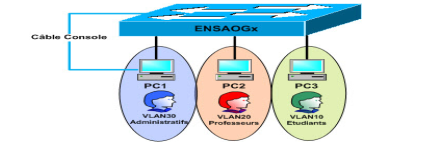 ENSAOGx
Câble Console
PC1
PC2
PC3
VLAN30
Administratifs
VLAN20
Professeurs
VLAN10
Etudiants